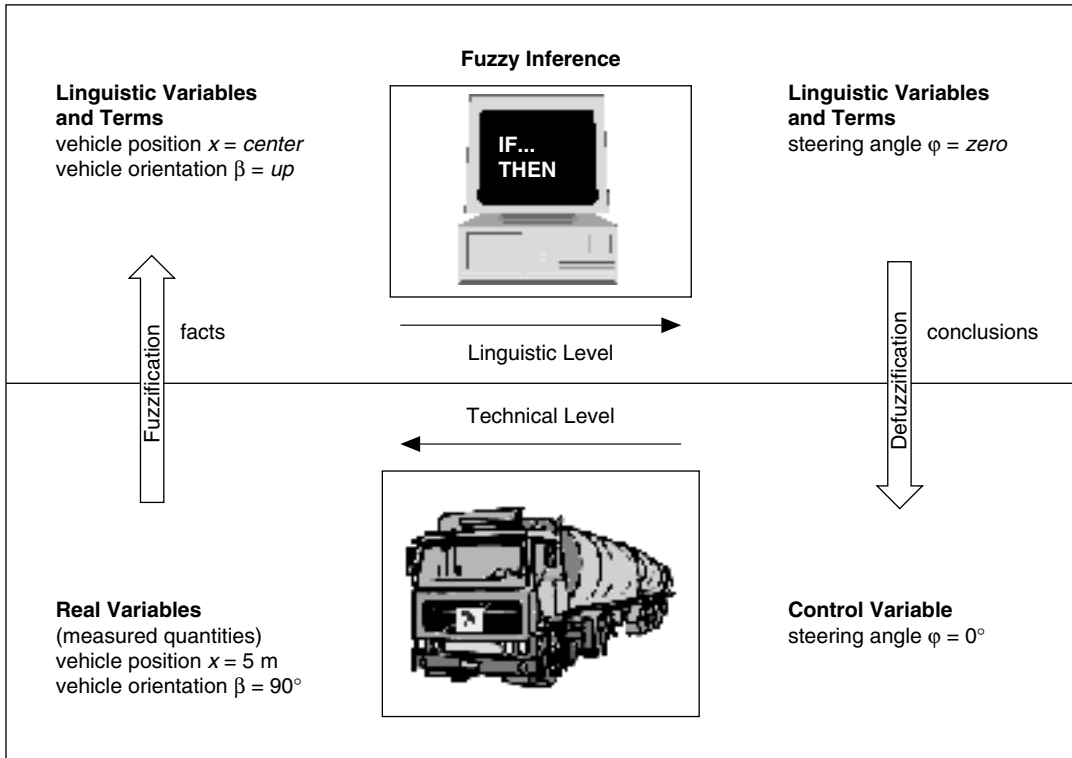 Fuzzy Inference
Linguistic Variables
and Terms
vehicle position x = center
vehicle orientation β = up
IF...
THEN
Linguistic Variables
and Terms
steering angle φ = zero
Fuzzification
facts
Linguistic Level
Defuzzification
conclusions
Technical Level
Real Variables
(measured quantities)
vehicle position x = 5 m
vehicle orientation β = 90°
Control Variable
steering angle φ = 0°